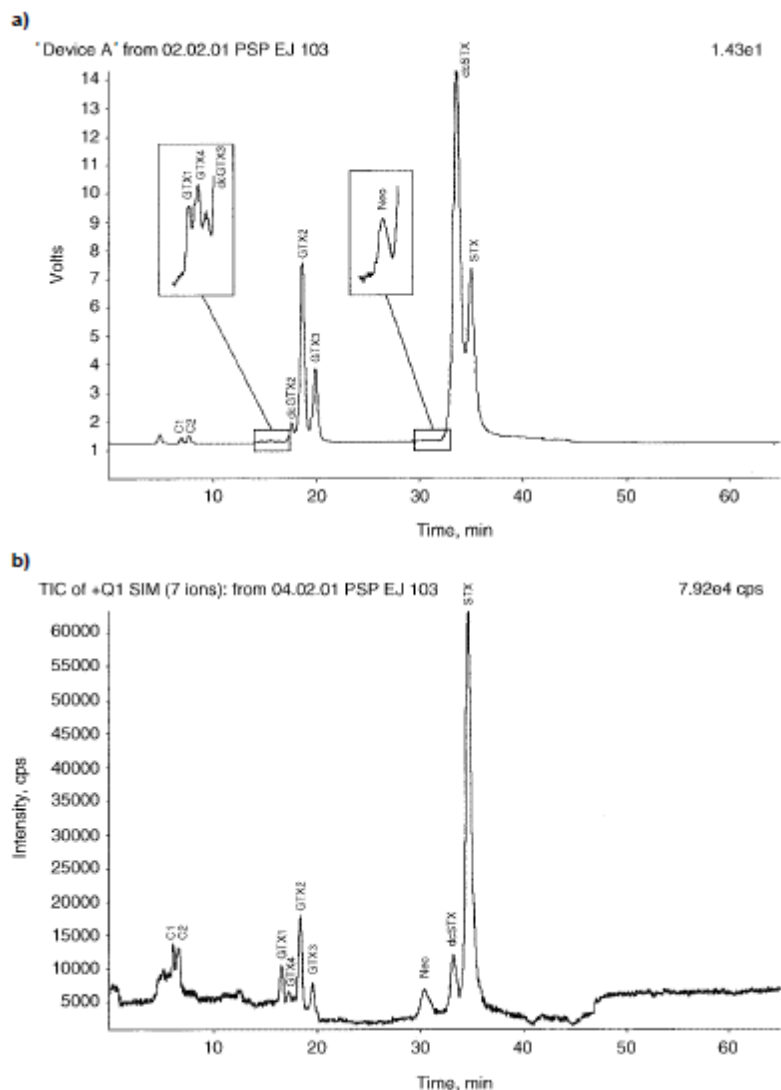 a)
"Device A" from 02.02.01 PSP EJ 103
1.43e1
dcSTX
14
13
12
11
10
9
8
7
6
5
4
3
2
1
Volts
GTX1
GTX4
dcGTX3
Neo
GTX2
STX
GTX3
dcGTX2
C1
C2
10
20
30
40
50
60
Time, min
b)
TIC of +Q1 SIM (7 ions): from 04.02.01 PSP EJ 103
7.92e4 cps
STX
60000
55000
50000
45000
40000
35000
30000
25000
20000
15000
10000
5000
Intensity, cps
C1
C2
GTX1
GTX4
GTX2
GTX3
Neo
dcSTX
10
20
30
40
50
60
Time, min